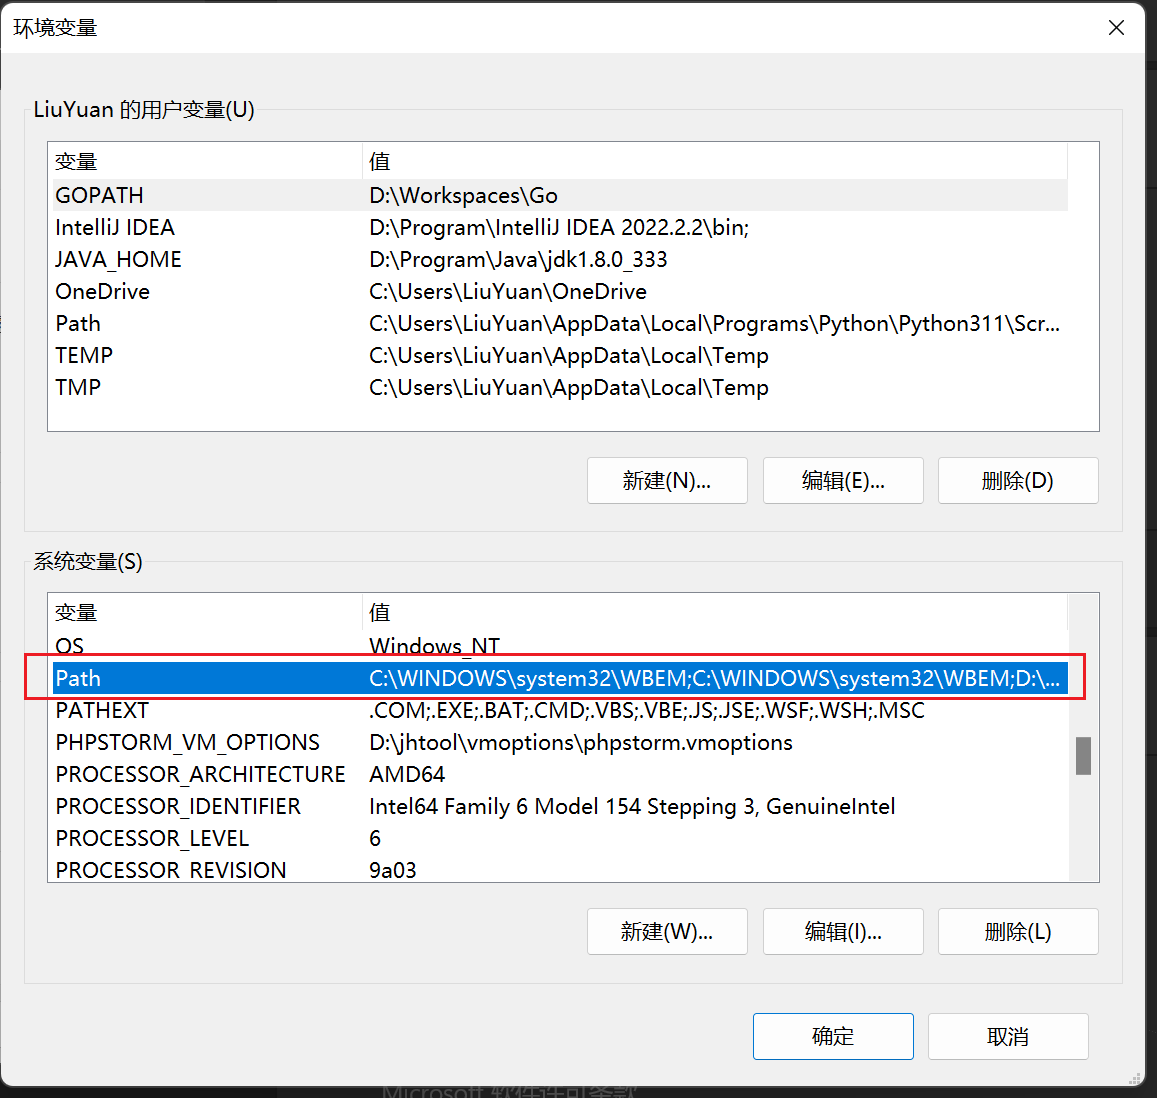 环境变量
LiuYuan 的用户变量(U)
变量 值
GOPATH D:\Workspaces\Go
IntelliJ IDEA D:\Program\IntelliJ IDEA 2022.2.2\bin;
JAVA_HOME D:\Program\Java\jdk1.8.0_333
OneDrive C:\Users\LiuYuan\OneDrive
Path C:\Users\LiuYuan\AppData\Local\Programs\Python\Python311\Scr...
TEMP C:\Users\LiuYuan\AppData\Local\Temp
TMP C:\Users\LiuYuan\AppData\Local\Temp
新建(N)... 编辑(E)... 删除(D)
系统变量(S)
变量 值
OS Windows_NT
Path C:\WINDOWS\system32\WBEM;C:\WINDOWS\system32\WBEM;D:\...
PATHEXT .COM;.EXE;.BAT;.CMD;.VBS;.VBE;.JS;.JSE;.WSF;.WSH;.MSC
PHPSTORM_VM_OPTIONS D:\jhtool\vmoptions\phpstorm.vmoptions
PROCESSOR_ARCHITECTURE AMD64
PROCESSOR_IDENTIFIER Intel64 Family 6 Model 154 Stepping 3, GenuineIntel
PROCESSOR_LEVEL 6
PROCESSOR_REVISION 9a03
新建(W)... 编辑(I)... 删除(L)
确定 取消
Microsoft 软件许可条款